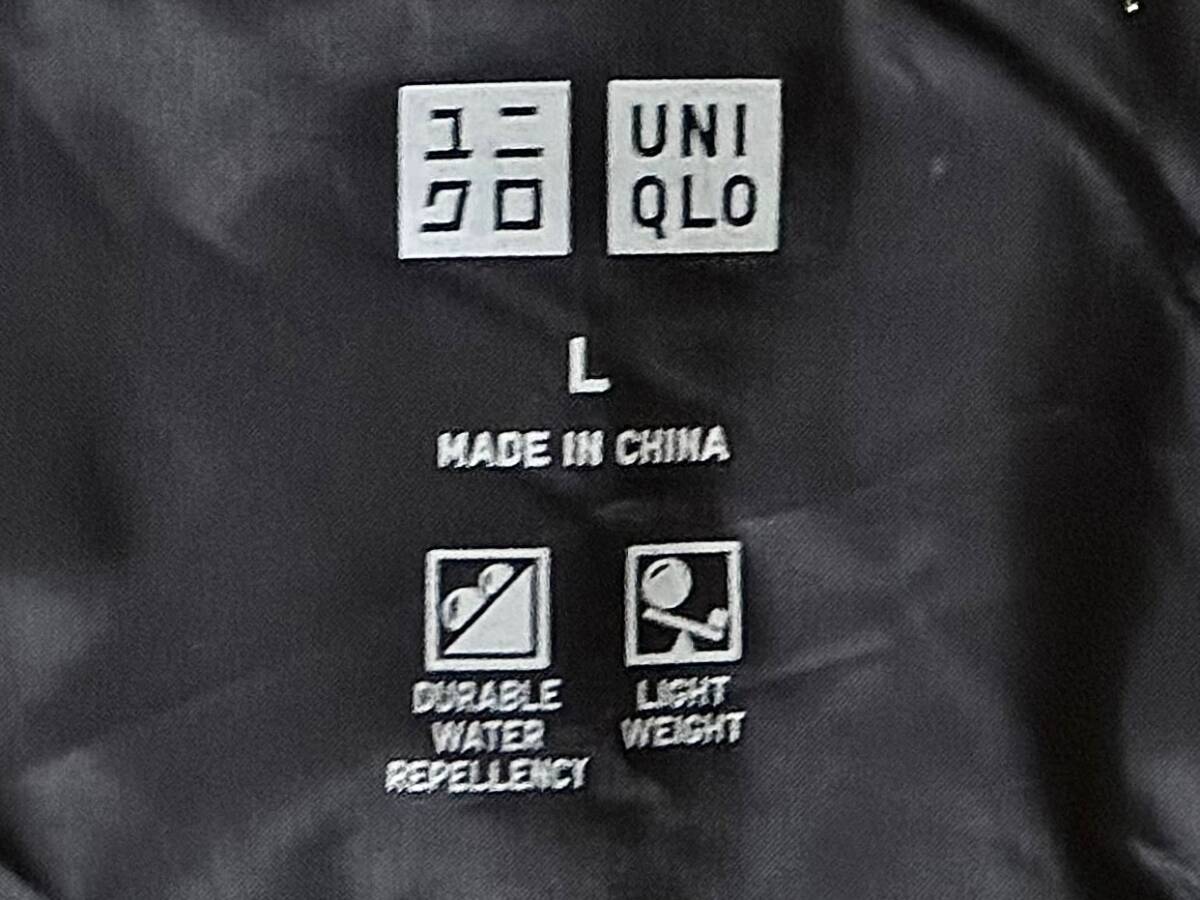 ユニ
クロ
UNI
QLO
L
MADE IN CHINA
DURABLE
WATER
REPELLENCY
LIGHT
WEIGHT